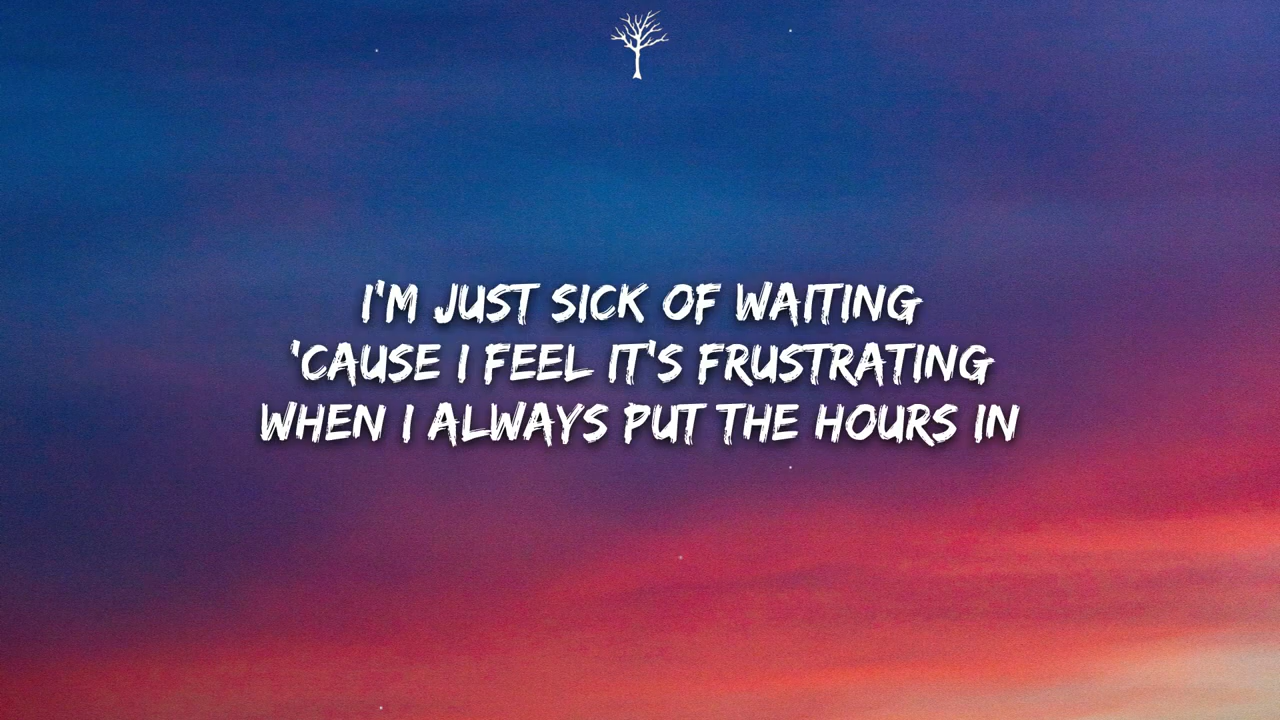 I'M JUST SICK OF WAITING
'CAUSE I FEEL IT'S FRUSTRATING
WHEN I ALWAYS PUT THE HOURS IN